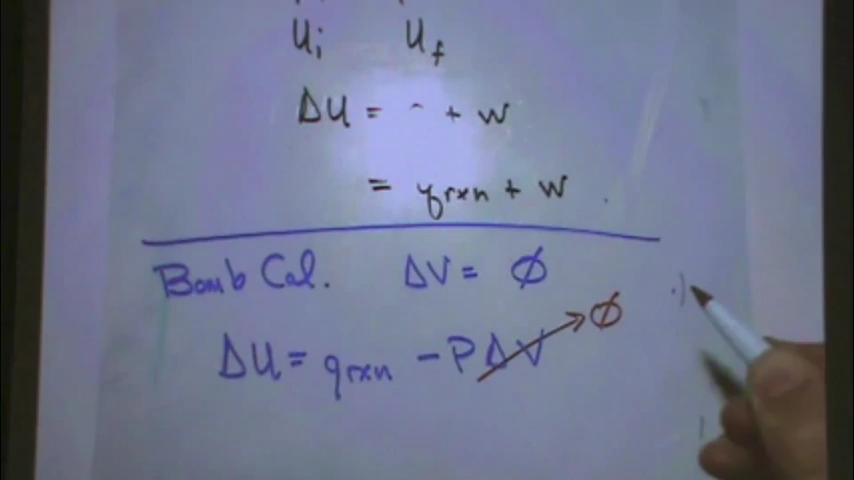 Ui Uf
ΔU = + w
= qrxn + w
Bomb Cal. ΔV = ∅
ΔU = qrxn - PΔV → ∅